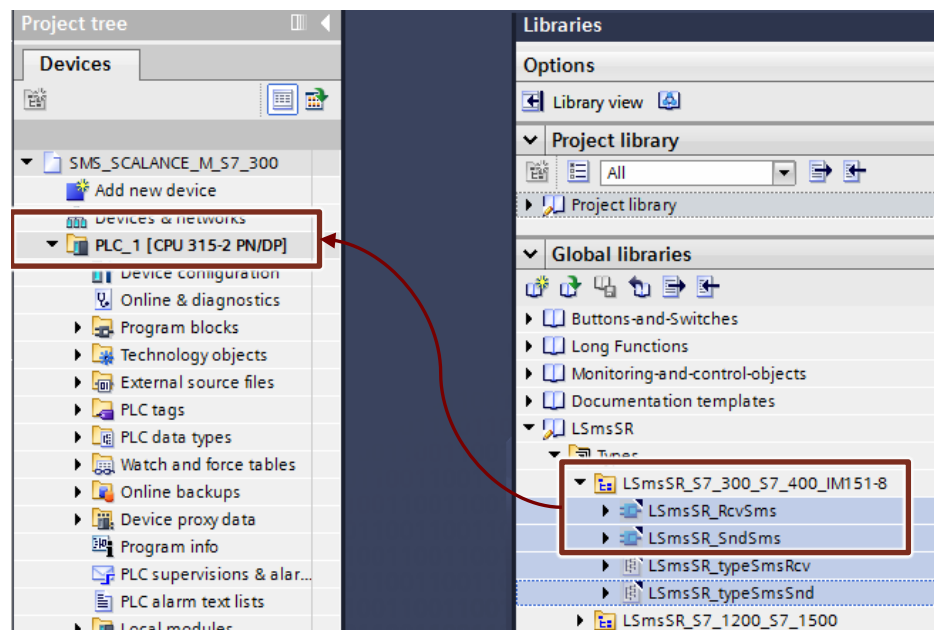 Project tree
Devices
SMS_SCALANCE_M_S7_300
Add new device
Devices & networks
PLC_1 [CPU 315-2 PN/DP]
Device configuration
Online & diagnostics
Program blocks
Technology objects
External source files
PLC tags
PLC data types
Watch and force tables
Online backups
Device proxy data
Program info
PLC supervisions & alar...
PLC alarm text lists
Local modules
Libraries
Options
Library view
Project library
All
Project library
Global libraries
Buttons-and-Switches
Long Functions
Monitoring-and-control-objects
Documentation templates
LSmsSR
Types
LSmsSR_S7_300_S7_400_IM151-8
LSmsSR_RcvSms
LSmsSR_SndSms
LSmsSR_typeSmsRcv
LSmsSR_typeSmsSnd
LSmsSR_S7_1200_S7_1500